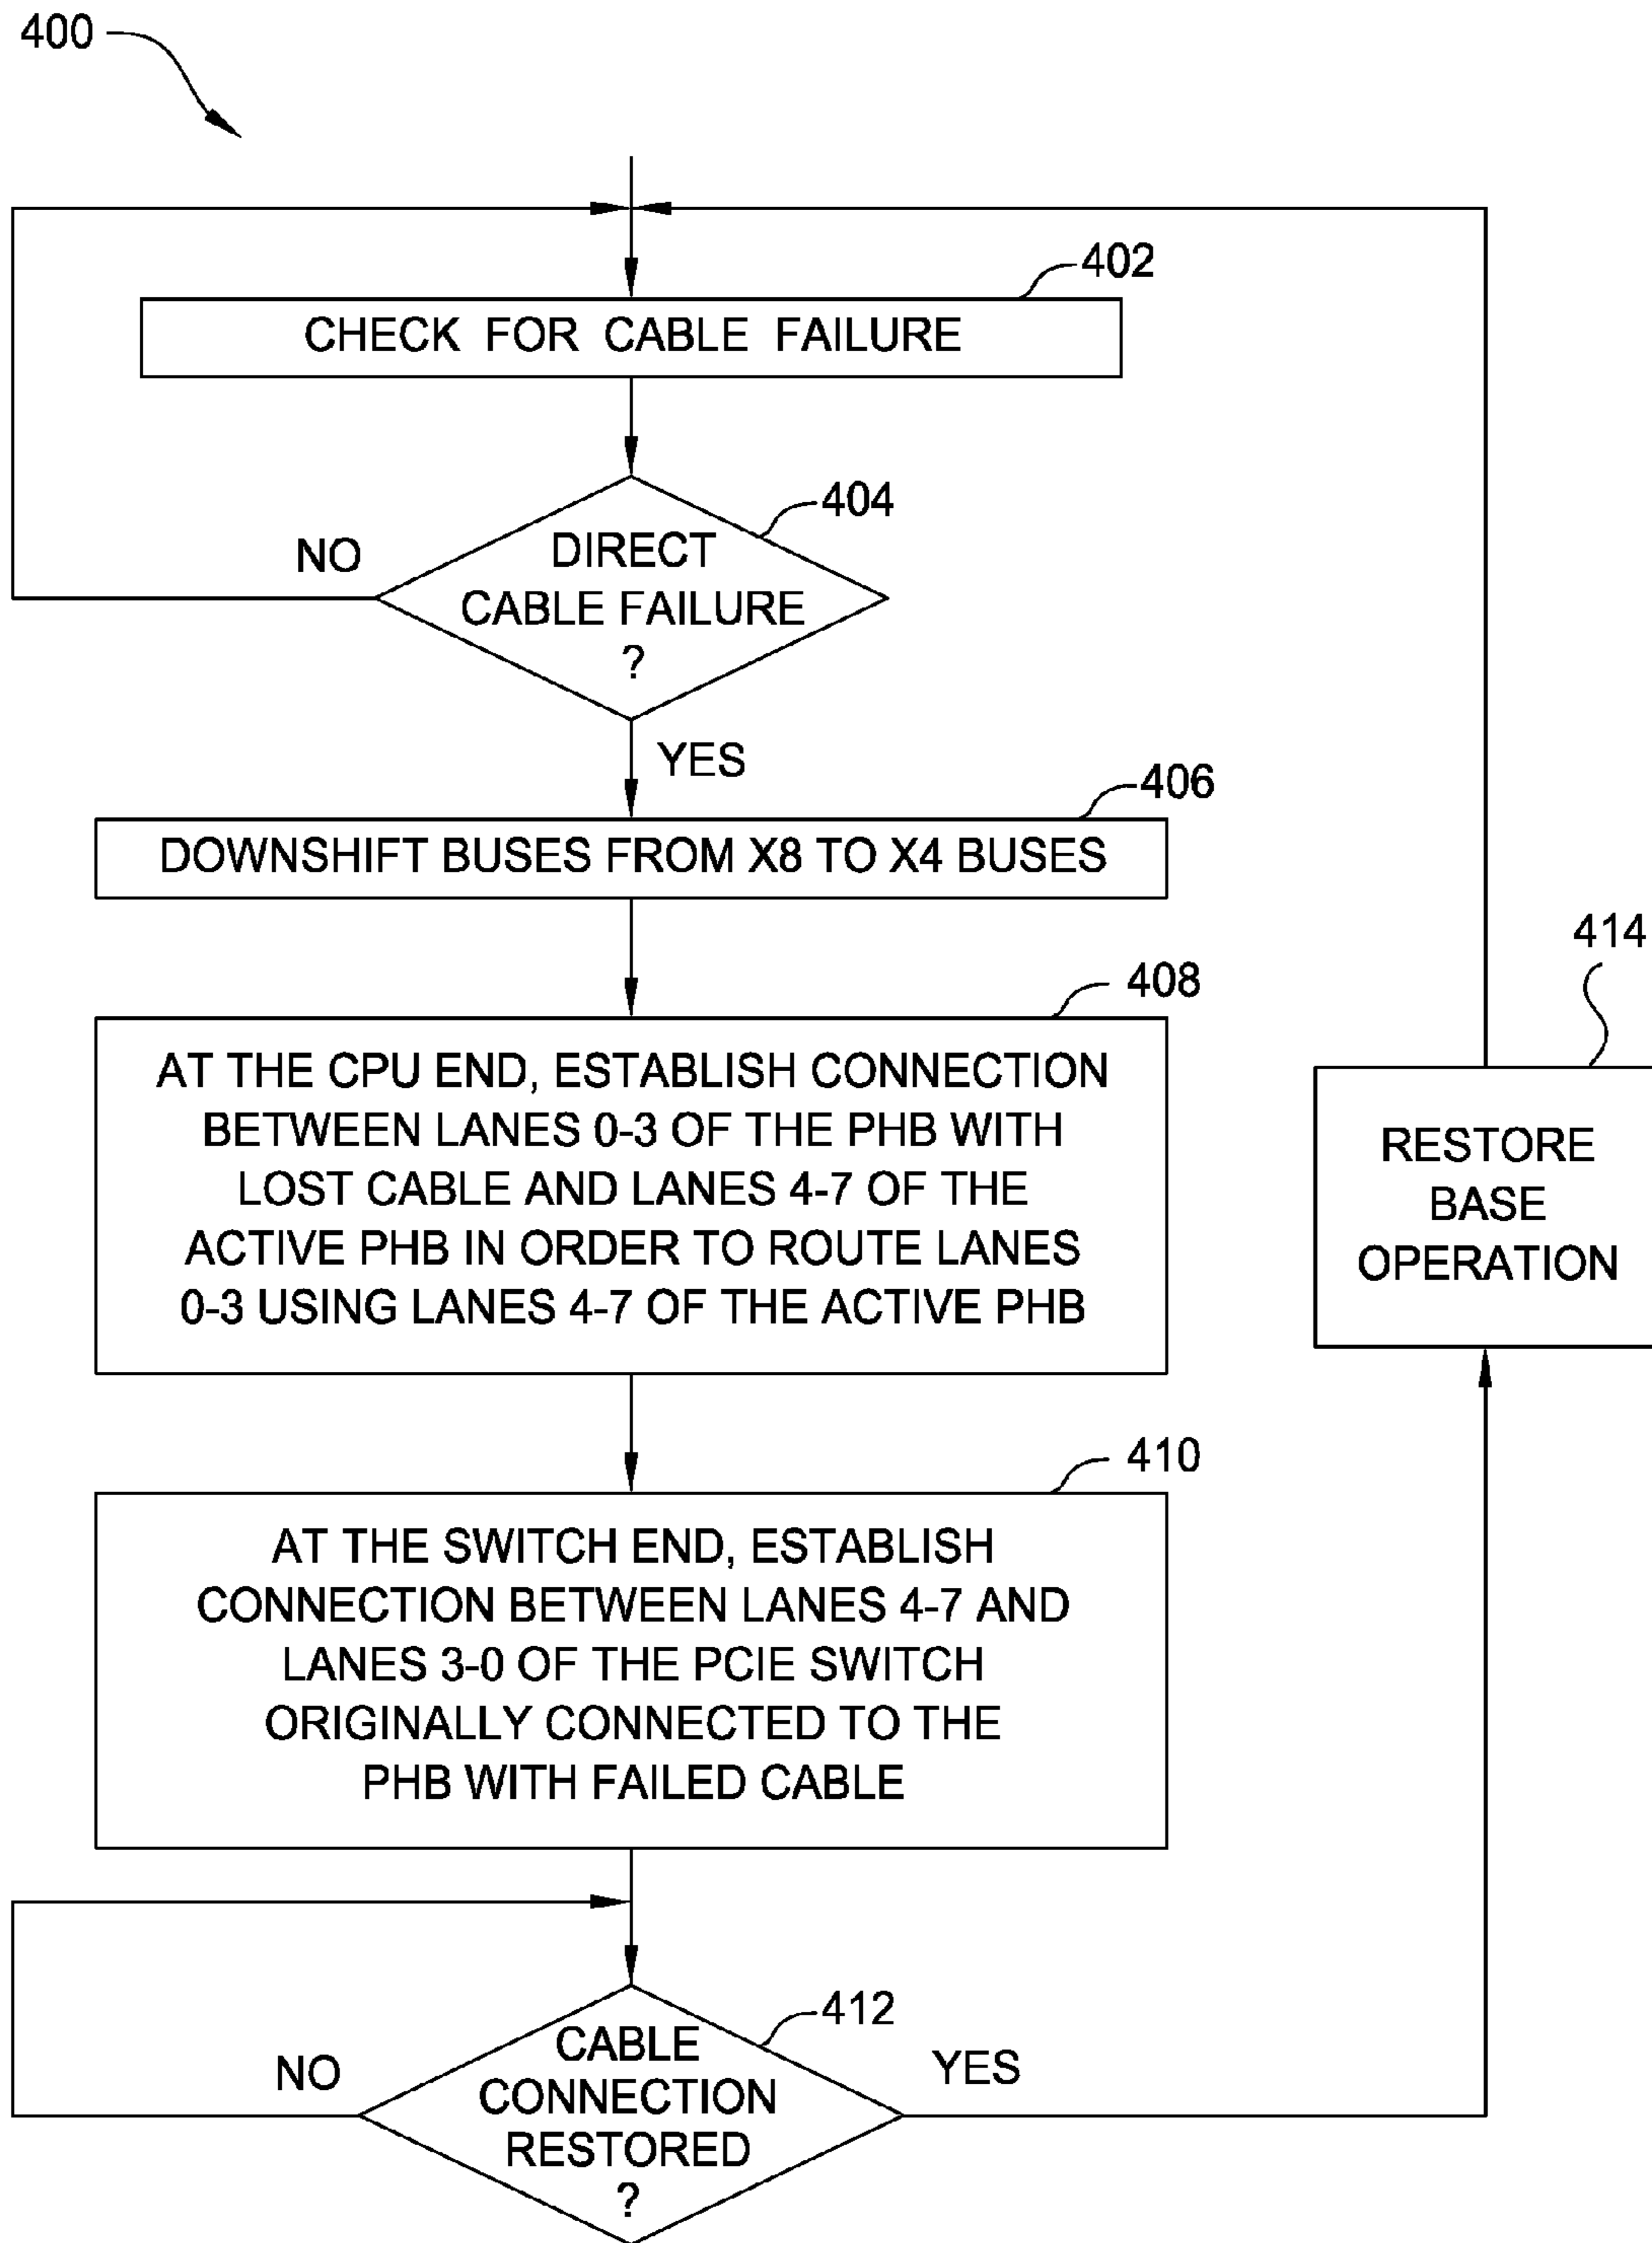 400
402
CHECK FOR CABLE FAILURE
404
DIRECT
CABLE FAILURE
?
NO
YES
406
DOWNSHIFT BUSES FROM X8 TO X4 BUSES
408
AT THE CPU END, ESTABLISH CONNECTION
BETWEEN LANES 0-3 OF THE PHB WITH
LOST CABLE AND LANES 4-7 OF THE
ACTIVE PHB IN ORDER TO ROUTE LANES
0-3 USING LANES 4-7 OF THE ACTIVE PHB
414
RESTORE
BASE
OPERATION
410
AT THE SWITCH END, ESTABLISH
CONNECTION BETWEEN LANES 4-7 AND
LANES 3-0 OF THE PCIE SWITCH
ORIGINALLY CONNECTED TO THE
PHB WITH FAILED CABLE
412
CABLE
CONNECTION
RESTORED
?
NO
YES